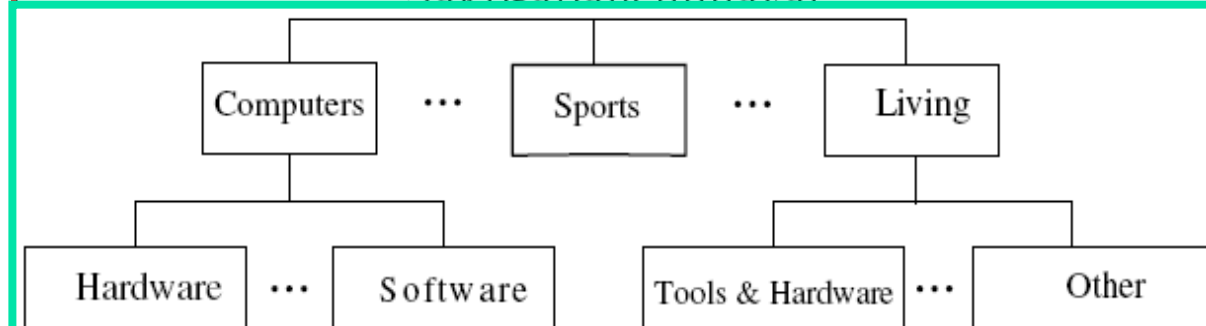 Computers ... Sports ... Living
Hardware ... Software Tools & Hardware ... Other